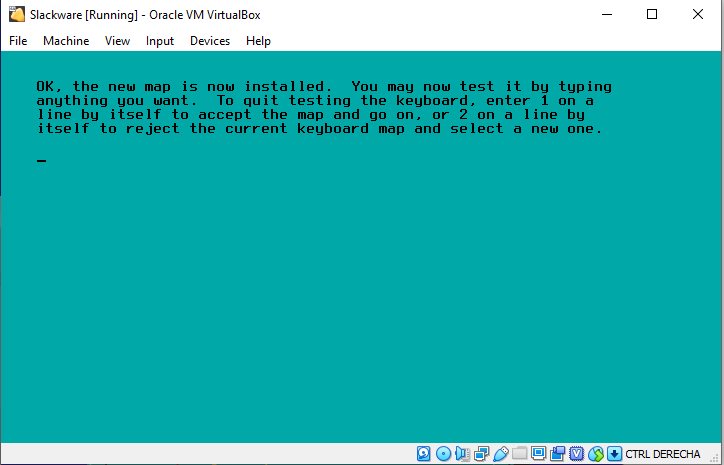 Slackware [Running] - Oracle VM VirtualBox
File Machine View Input Devices Help
OK, the new map is now installed.  You may now test it by typing
anything you want.  To quit testing the keyboard, enter 1 on a
line by itself to accept the map and go on, or 2 on a line by
itself to reject the current keyboard map and select a new one.
CTRL DERECHA